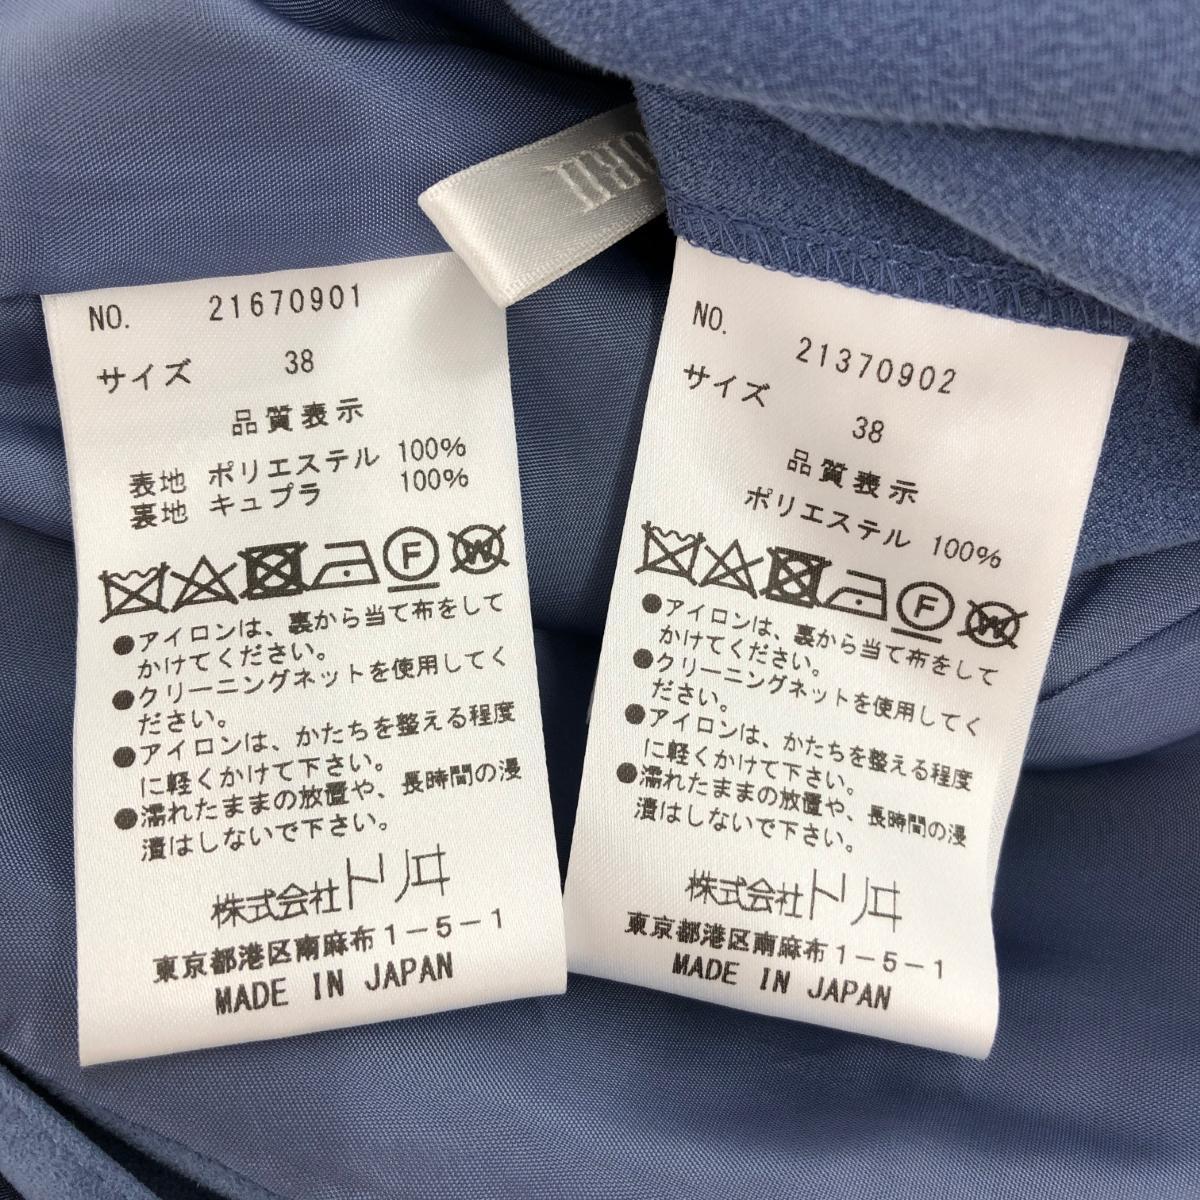 NO. 21670901
サイズ 38
品質表示
表地 ポリエステル 100%
裏地 キュプラ 100%
F W
●アイロンは、裏から当て布をして
かけてください。
●クリーニングネットを使用してく
ださい。
●アイロンは、かたちを整える程度
に軽くかけて下さい。
●濡れたままの放置や、長時間の浸
漬はしないで下さい。
株式会社トリヰ
東京都港区南麻布1-5-1
MADE IN JAPAN
NO. 21370902
サイズ 38
品質表示
ポリエステル 100%
F W
●アイロンは、裏から当て布をして
かけてください。
●クリーニングネットを使用してく
ださい。
●アイロンは、かたちを整える程度
に軽くかけて下さい。
●濡れたままの放置や、長時間の浸
漬はしないで下さい。
株式会社トリヰ
東京都港区南麻布1-5-1
MADE IN JAPAN